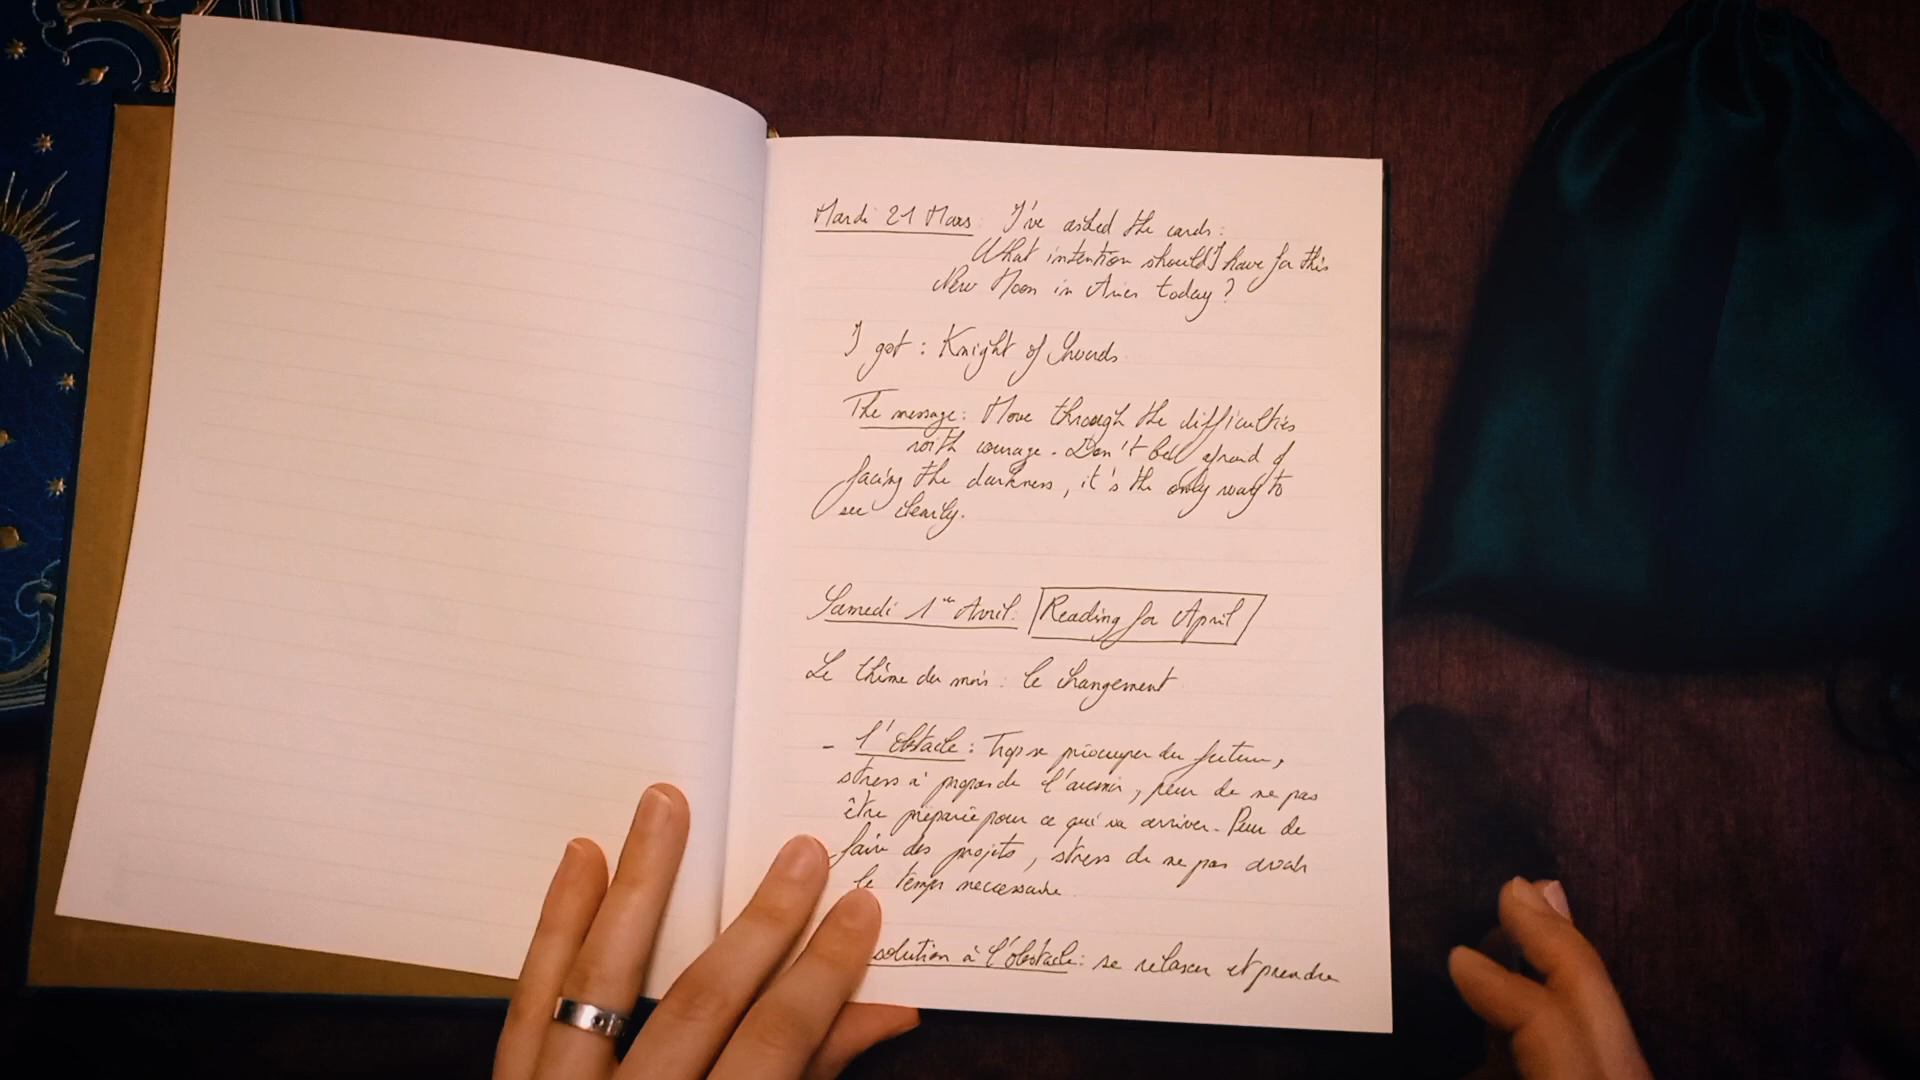 Mardi 21 Mars : I've asked the cards :
What intention should I have for this
New Moon in Aries today ?
I got : Knight of Swords
The message : Move through the difficulties
with courage. Don't be afraid of
facing the darkness, it's the only way to
see clearly.
Samedi 1er Avril : Reading for April
Le thème du mois : le changement
- l'obstacle : Trop se préocuper du futur,
stress à propos de l'avenir, peur de ne pas
être préparée pour ce qui va arriver. Peur de
faire des projets, stress de ne pas avoir
le temps necessaire.
solution à l'obstacle : se relaxer et prendre